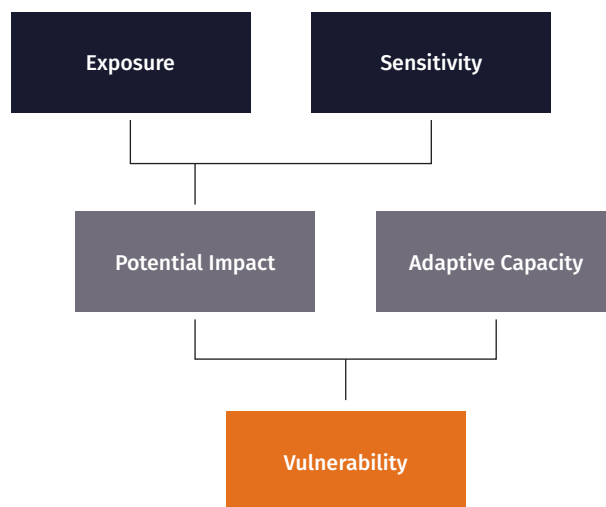 Exposure
Sensitivity
Potential Impact
Adaptive Capacity
Vulnerability